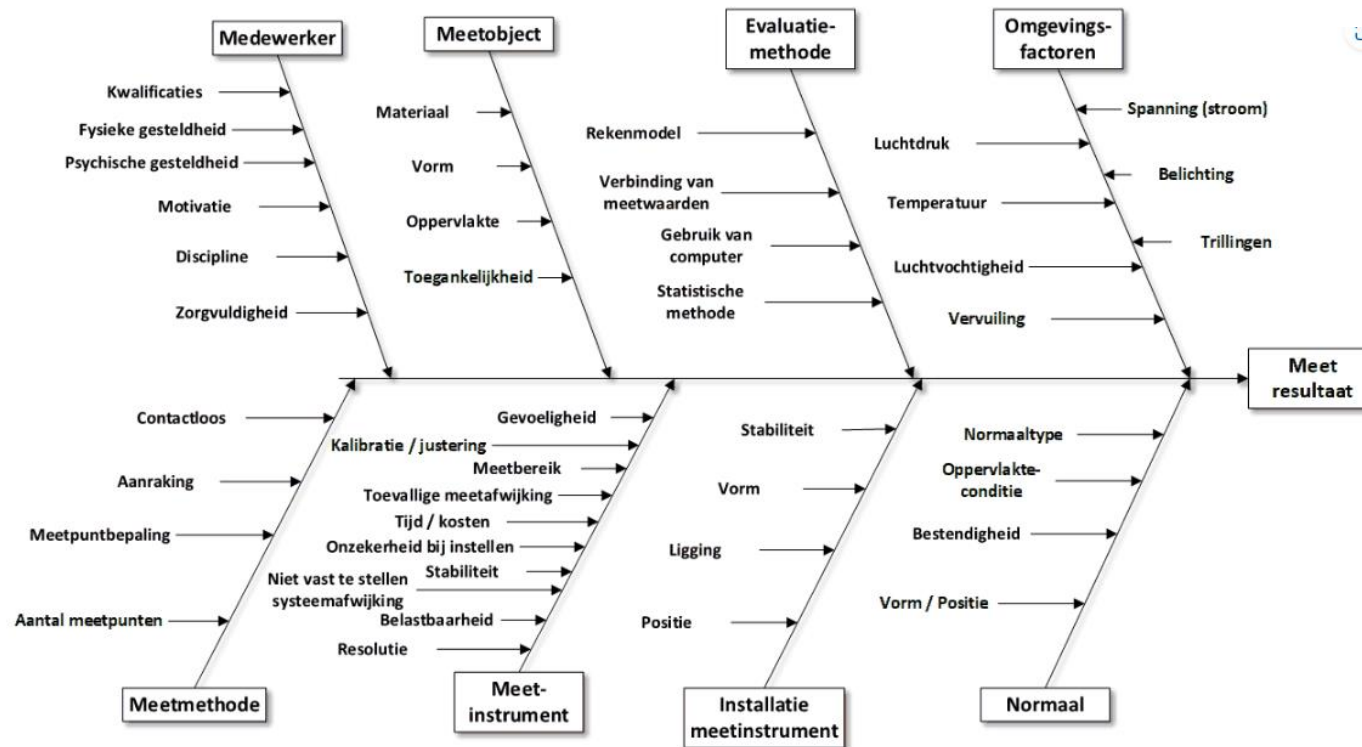 Medewerker
Kwalificaties
Fysieke gesteldheid
Psychische gesteldheid
Motivatie
Discipline
Zorgvuldigheid
Meetobject
Materiaal
Vorm
Oppervlakte
Toegankelijkheid
Evaluatie-
methode
Rekenmodel
Verbinding van
meetwaarden
Gebruik van
computer
Statistische
methode
Omgevings-
factoren
Spanning (stroom)
Luchtdruk
Belichting
Temperatuur
Trillingen
Luchtvochtigheid
Vervuiling
Meet
resultaat
Contactloos
Aanraking
Meetpuntbepaling
Aantal meetpunten
Meetmethode
Gevoeligheid
Kalibratie / justering
Meetbereik
Toevallige meetafwijking
Tijd / kosten
Onzekerheid bij instellen
Stabiliteit
Niet vast te stellen
systeemafwijking
Belastbaarheid
Resolutie
Meet-
instrument
Stabiliteit
Vorm
Ligging
Positie
Installatie
meetinstrument
Normaaltype
Oppervlakte-
conditie
Bestendigheid
Vorm / Positie
Normaal